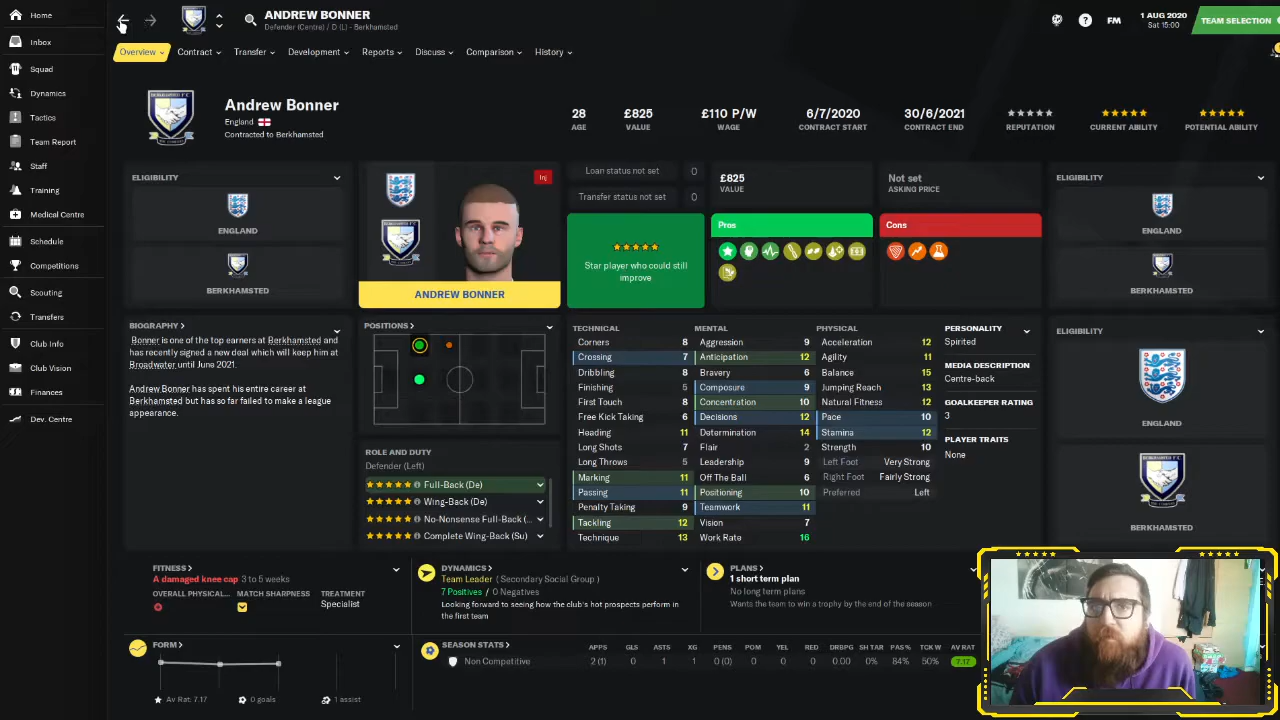 Home
Inbox
Squad
Dynamics
Tactics
Team Report
Staff
Training
Medical Centre
Schedule
Competitions
Scouting
Transfers
Club Info
Club Vision
Finances
Dev. Centre
ANDREW BONNER
Defender (Centre) / D (L) - Berkhamsted
FM
1 AUG 2020
Sat 15:00
TEAM SELECTION
Overview
Contract
Transfer
Development
Reports
Discuss
Comparison
History
Andrew Bonner
England
Contracted to Berkhamsted
28
AGE
£825
VALUE
£110 P/W
WAGE
6/7/2020
CONTRACT START
30/6/2021
CONTRACT END
REPUTATION
CURRENT ABILITY
POTENTIAL ABILITY
ELIGIBILITY
ENGLAND
BERKHAMSTED
Inj
ANDREW BONNER
Loan status not set 0
Transfer status not set 0
Star player who could still
improve
£825
VALUE
Not set
ASKING PRICE
Pros
Cons
ELIGIBILITY
ENGLAND
BERKHAMSTED
BIOGRAPHY
Bonner is one of the top earners at Berkhamsted and
has recently signed a new deal which will keep him at
Broadwater until June 2021.
Andrew Bonner has spent his entire career at
Berkhamsted but has so far failed to make a league
appearance.
POSITIONS
ROLE AND DUTY
Defender (Left)
Full-Back (De)
Wing-Back (De)
No-Nonsense Full-Back (...
Complete Wing-Back (Su)
TECHNICAL
Corners 8
Crossing 7
Dribbling 8
Finishing 5
First Touch 8
Free Kick Taking 6
Heading 11
Long Shots 7
Long Throws 5
Marking 11
Passing 11
Penalty Taking 9
Tackling 12
Technique 13
MENTAL
Aggression 9
Anticipation 12
Bravery 6
Composure 9
Concentration 10
Decisions 12
Determination 14
Flair 2
Leadership 9
Off The Ball 6
Positioning 10
Teamwork 11
Vision 7
Work Rate 16
PHYSICAL
Acceleration 12
Agility 11
Balance 15
Jumping Reach 13
Natural Fitness 12
Pace 10
Stamina 12
Strength 10
Left Foot Very Strong
Right Foot Fairly Strong
Preferred Left
PERSONALITY
Spirited
MEDIA DESCRIPTION
Centre-back
GOALKEEPER RATING
3
PLAYER TRAITS
None
ELIGIBILITY
ENGLAND
BERKHAMSTED
FITNESS
A damaged knee cap 3 to 5 weeks
OVERALL PHYSICAL...
MATCH SHARPNESS
TREATMENT
Specialist
DYNAMICS
Team Leader (Secondary Social Group)
7 Positives / 0 Negatives
Looking forward to seeing how the club's hot prospects perform in
the first team
PLANS
1 short term plan
No long term plans
Wants the team to win a trophy by the end of the season
FORM
Av Rat: 7.17
0 goals
1 assist
SEASON STATS
APPS GLS ASTS XG PENS POM YEL RED DRBPG SH TAR PAS% TCK W AV RAT
Non Competitive 2 (1) 0 1 1 0 (0) 0 0 0 0.00 0% 84% 50% 7.17